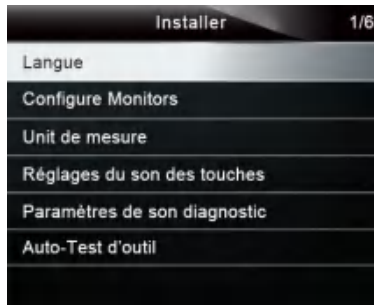 Installer 1/6
Langue
Configure Monitors
Unit de mesure
Réglages du son des touches
Paramètres de son diagnostic
Auto-Test d'outil